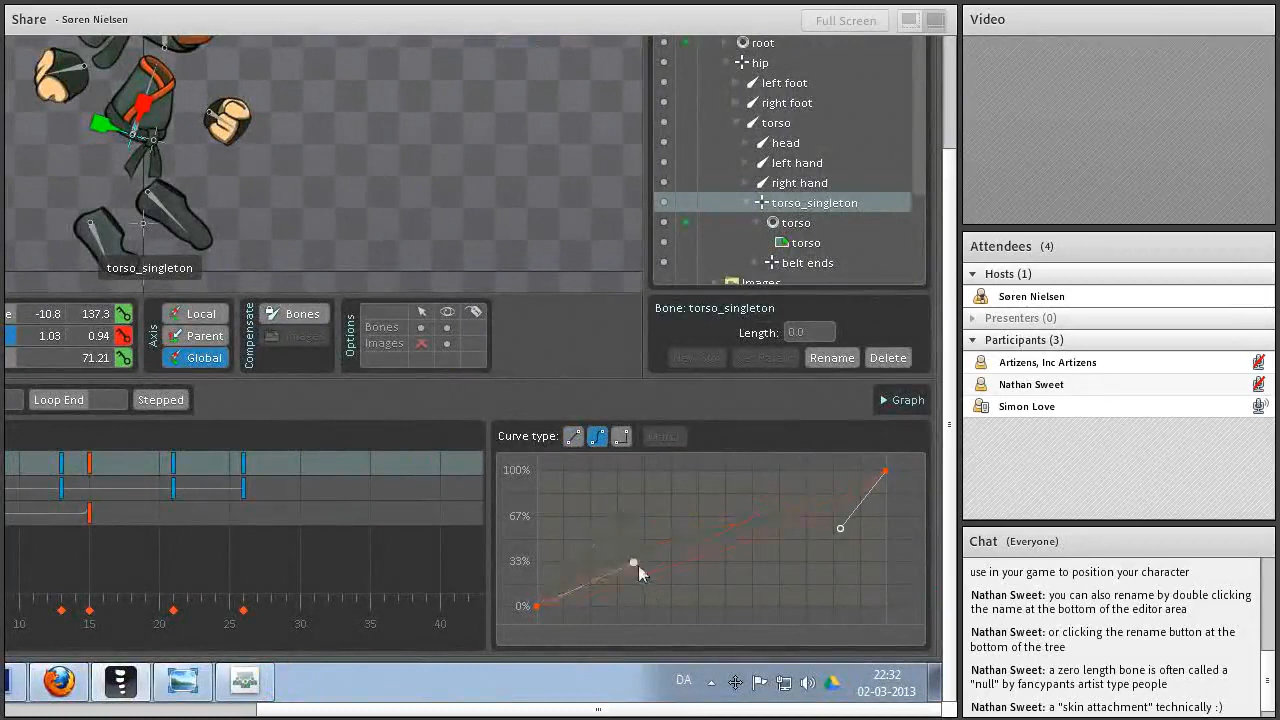 Share - Søren Nielsen
Full Screen
Video
root
hip
left foot
right foot
torso
head
left hand
right hand
torso_singleton
torso
torso
belt ends
Images
torso_singleton
Attendees (4)
Hosts (1)
Søren Nielsen
Presenters (0)
Participants (3)
Artizens, Inc Artizens
Nathan Sweet
Simon Love
e -10.8 137.3
1.03 0.94
71.21
Axis
Local
Parent
Global
Compensate
Bones
Images
Options
Bones
Images
Bone: torso_singleton
Length: 0.0
Set Parent
Rename
Delete
Loop End
Stepped
Graph
Curve type:
100%
67%
33%
0%
10 15 20 25 30 35 40
Chat (Everyone)
use in your game to position your character
Nathan Sweet: you can also rename by double clicking
the name at the bottom of the editor area
Nathan Sweet: or clicking the rename button at the
bottom of the tree
Nathan Sweet: a zero length bone is often called a
"null" by fancypants artist type people
Nathan Sweet: a "skin attachment" technically :)
DA
22:32
02-03-2013